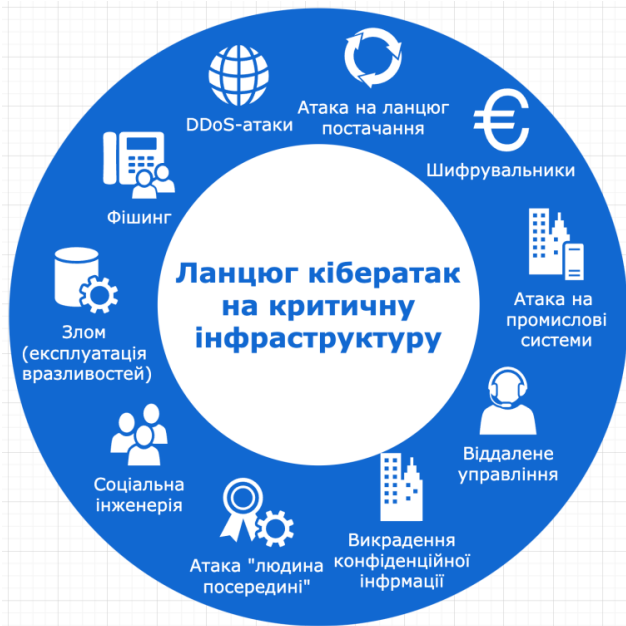 Ланцюг кібератак
на критичну
інфраструктуру
DDoS-атаки
Атака на ланцюг
постачання
Шифрувальники
Атака на
промислові
системи
Віддалене
управління
Викрадення
конфіденційної
інфрмації
Атака "людина
посередині"
Соціальна
інженерія
Злом
(експлуатація
вразливостей)
Фішинг